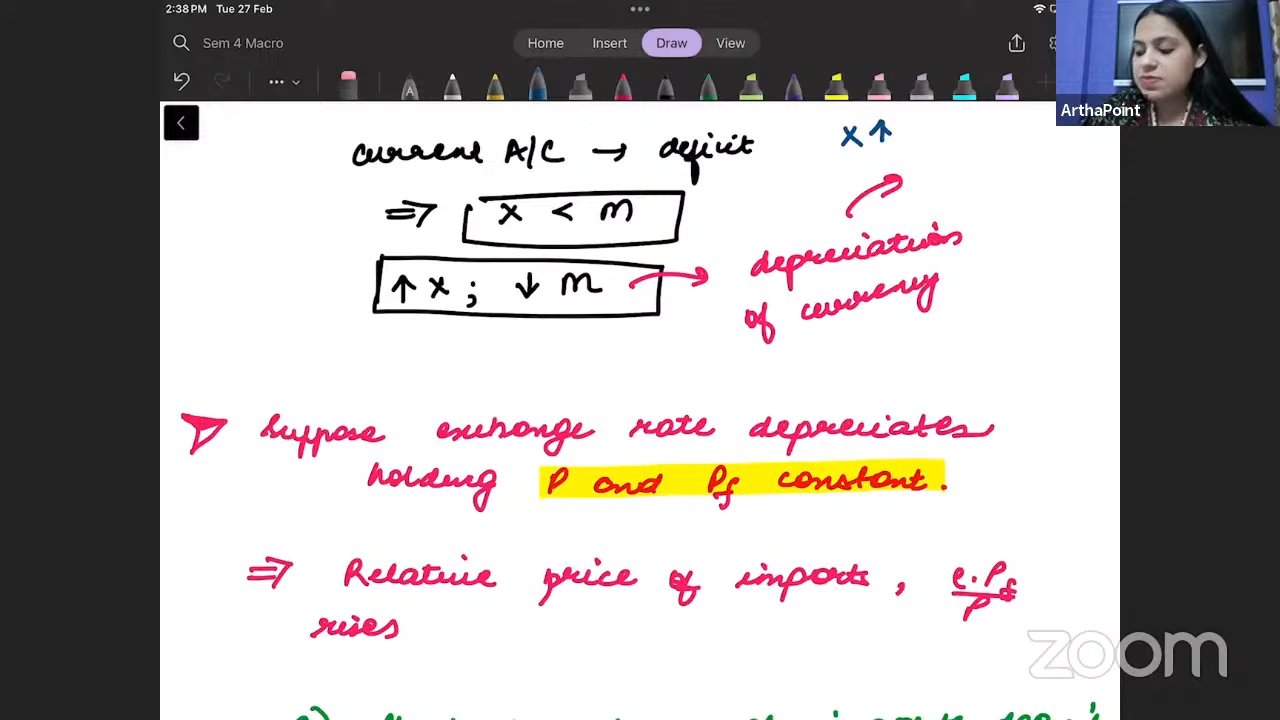 2:38 PM Tue 27 Feb
Sem 4 Macro
Home Insert Draw View
ArthaPoint
current A/C → deficit
X ↑
⇒ X < M
↑ X ; ↓ M → depreciation
of currency
➤ Suppose exchange rate depreciates
holding P and Pf constant.
⇒ Relative price of imports, e.Pf/P
rises
zoom